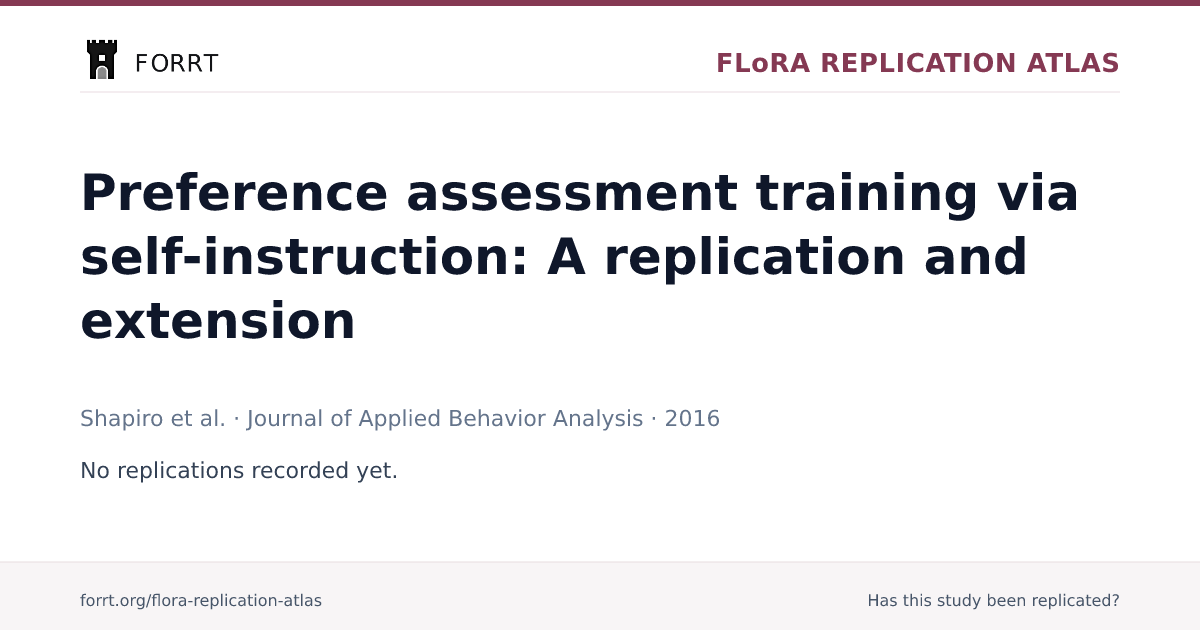 FORRT
FLoRA REPLICATION ATLAS
Preference assessment training via
self-instruction: A replication and
extension
Shapiro et al. · Journal of Applied Behavior Analysis · 2016
No replications recorded yet.
forrt.org/flora-replication-atlas
Has this study been replicated?